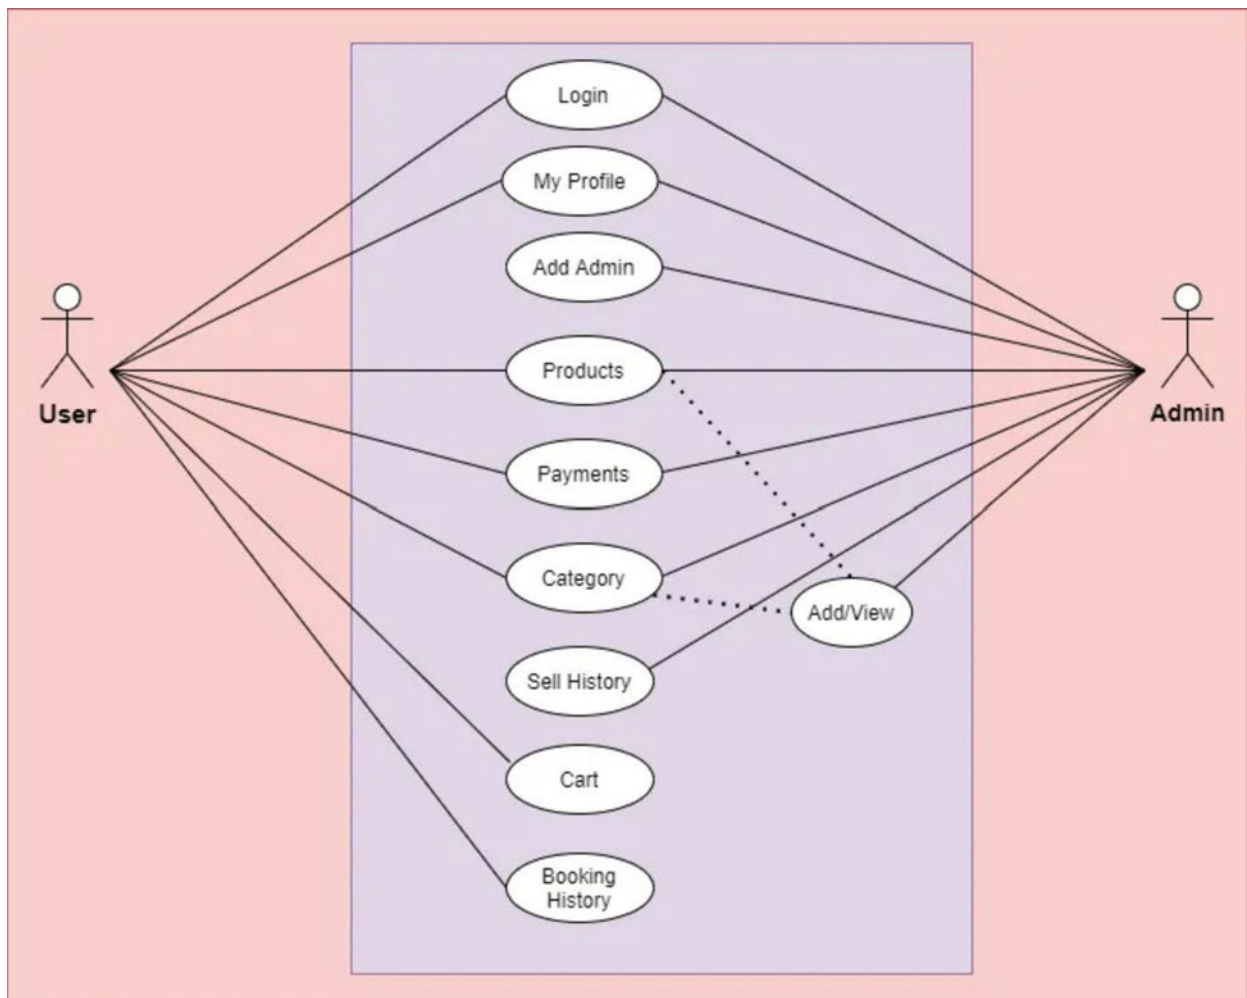 Login
My Profile
Add Admin
Products
User
Admin
Payments
Category
Add/View
Sell History
Cart
Booking
History